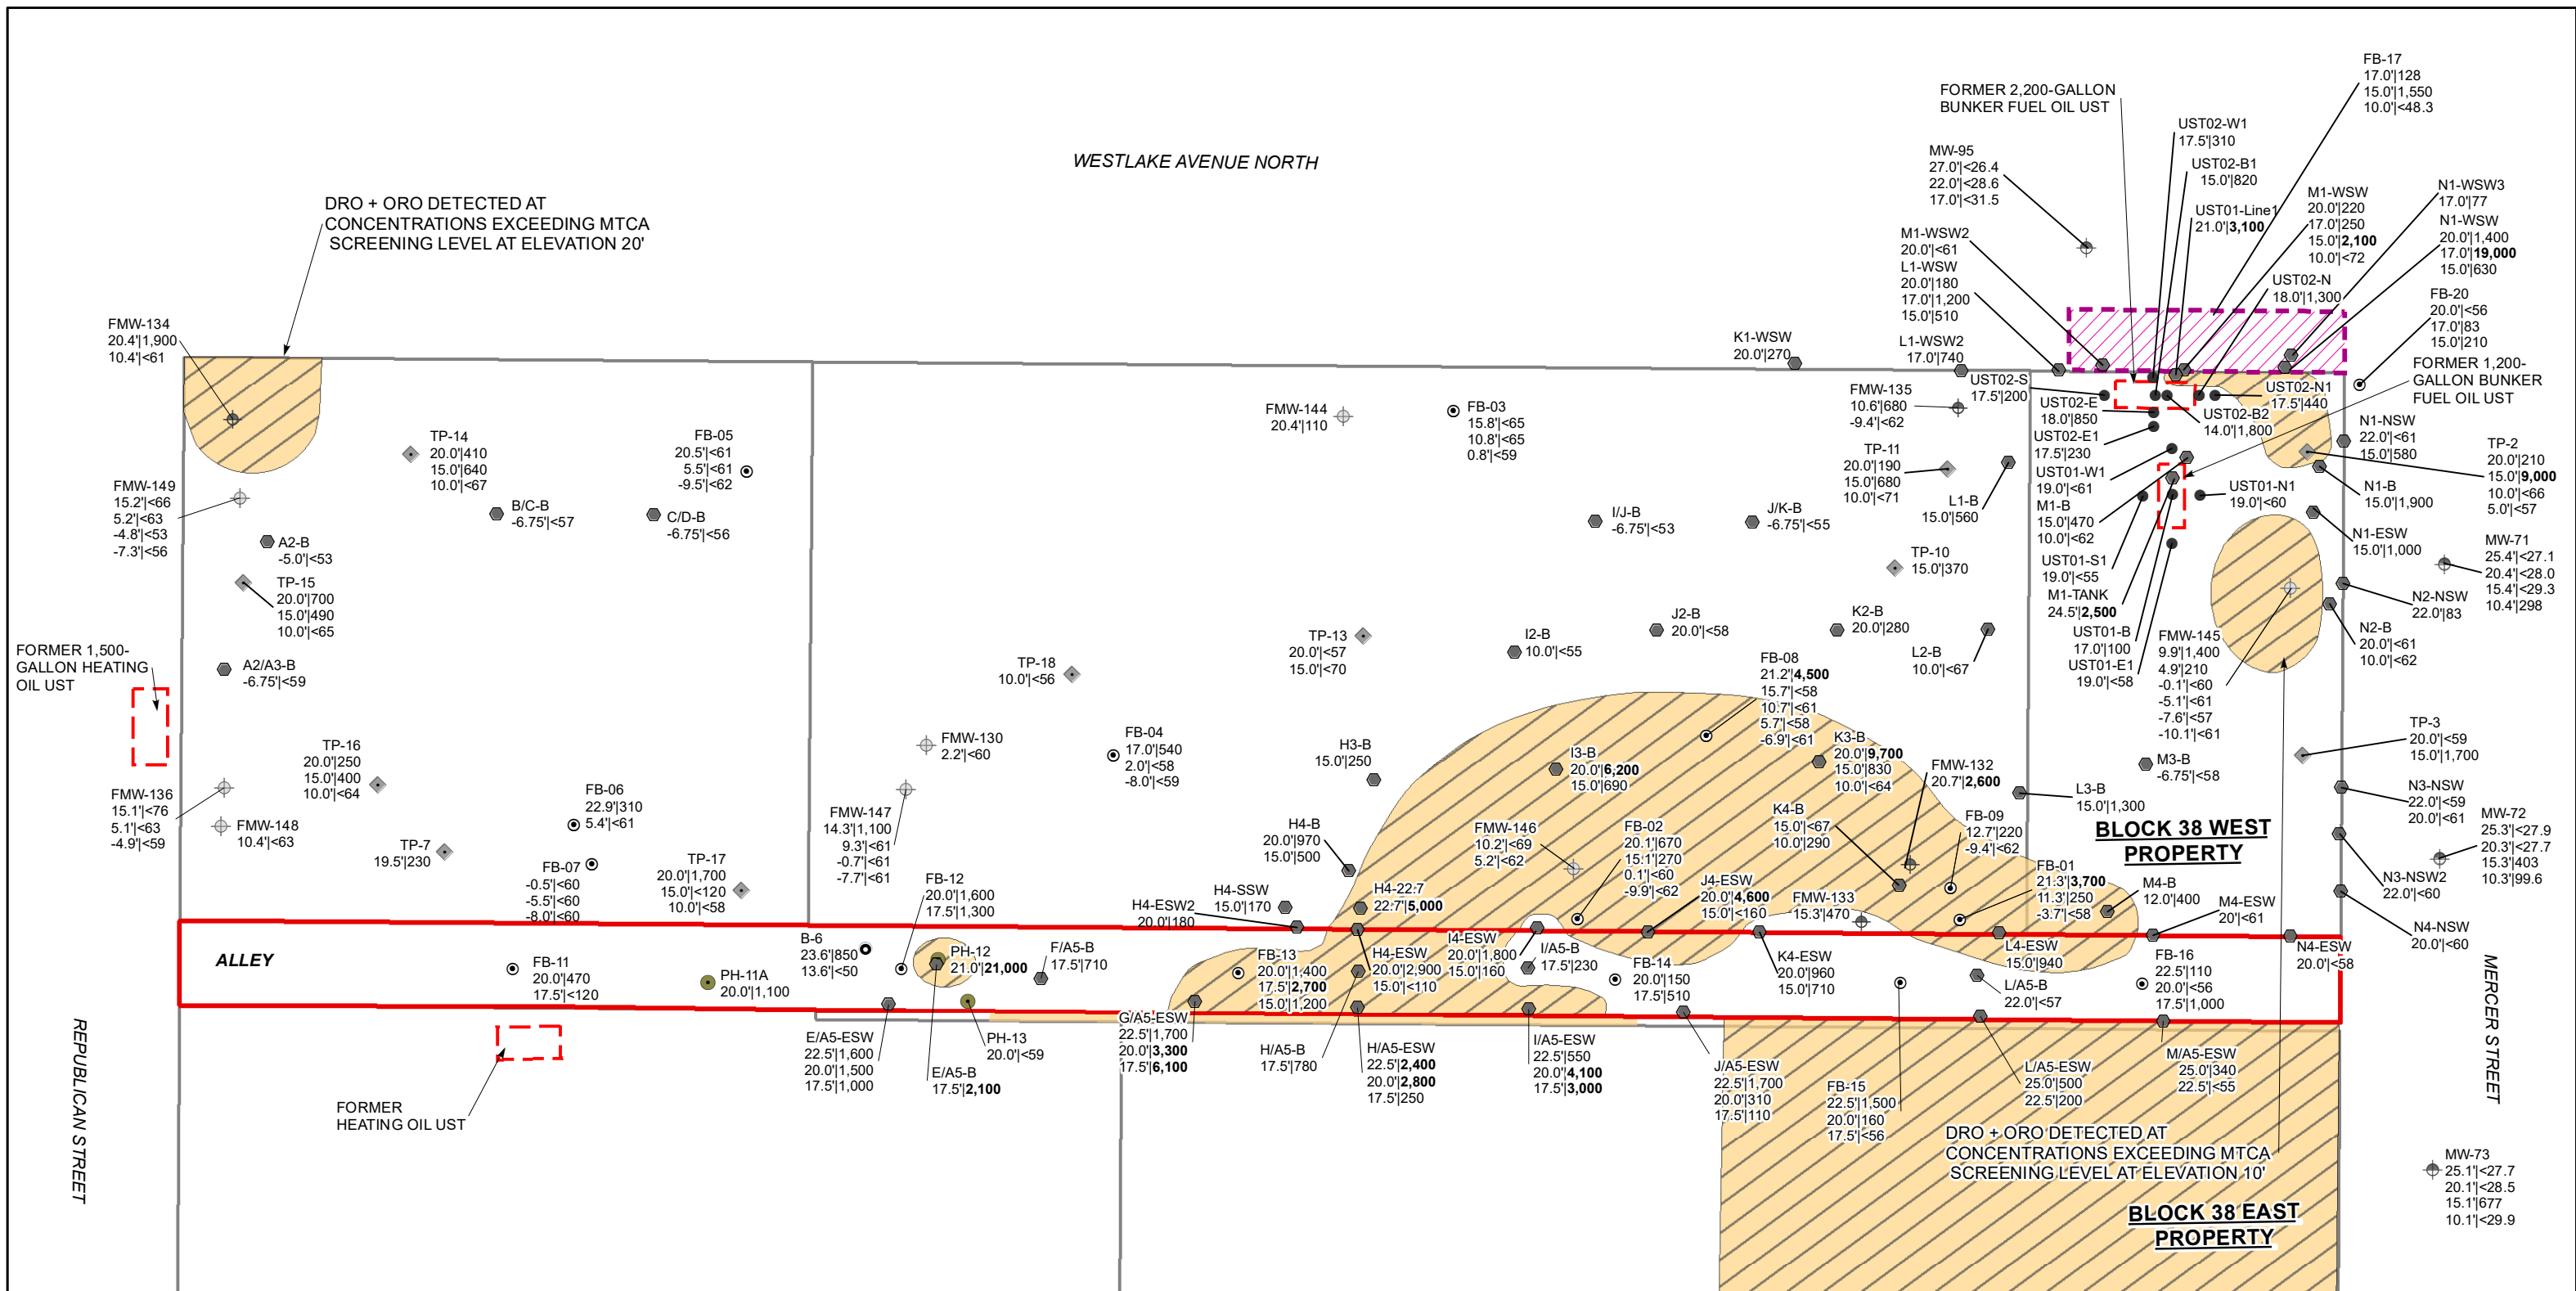 WESTLAKE AVENUE NORTH
DRO + ORO DETECTED AT
CONCENTRATIONS EXCEEDING MTCA
SCREENING LEVEL AT ELEVATION 20'
FORMER 2,200-GALLON
BUNKER FUEL OIL UST
FB-17
17.0'|128
15.0'|1,550
10.0'|<48.3
UST02-W1
17.5'|310
UST02-B1
15.0'|820
UST01-Line1
21.0'|3,100
M1-WSW
20.0'|220
17.0'|250
15.0'|2,100
10.0'|<72
N1-WSW3
17.0'|77
N1-WSW
20.0'|1,400
17.0'|19,000
15.0'|630
UST02-N
18.0'|1,300
FB-20
20.0'|<56
17.0'|83
15.0'|210
FORMER 1,200-
GALLON BUNKER
FUEL OIL UST
MW-95
27.0'|<26.4
22.0'|<28.6
17.0'|<31.5
M1-WSW2
20.0'|<61
L1-WSW
20.0'|180
17.0'|1,200
15.0'|510
K1-WSW
20.0'|270
L1-WSW2
17.0'|740
UST02-S
17.5'|200
UST02-E
18.0'|850
UST02-E1
17.5'|230
UST01-W1
19.0'|<61
M1-B
15.0'|470
10.0'|<62
UST01-S1
19.0'|<55
M1-TANK
24.5'|2,500
UST01-B
17.0'|100
UST01-E1
19.0'|<58
UST02-N1
17.5'|440
UST02-B2
14.0'|1,800
UST01-N1
19.0'|<60
N1-NSW
22.0'|<61
15.0'|580
TP-2
20.0'|210
15.0'|9,000
10.0'|<66
5.0'|<57
N1-B
15.0'|1,900
N1-ESW
15.0'|1,000
MW-71
25.4'|<27.1
20.4'|<28.0
15.4'|<29.3
10.4'|298
N2-NSW
22.0'|83
N2-B
20.0'|<61
10.0'|<62
FMW-145
9.9'|1,400
4.9'|210
-0.1'|<60
-5.1'|<61
-7.6'|<57
-10.1'|<61
TP-3
20.0'|<59
15.0'|1,700
N3-NSW
22.0'|<59
20.0'|<61
MW-72
25.3'|<27.9
20.3'|<27.7
15.3'|403
10.3'|99.6
N3-NSW2
22.0'|<60
N4-NSW
20.0'|<60
N4-ESW
20.0'|<58
FMW-134
20.4'|1,900
10.4'|<61
TP-14
20.0'|410
15.0'|640
10.0'|<67
FB-05
20.5'|<61
5.5'|<61
-9.5'|<62
FMW-149
15.2'|<66
5.2'|<63
-4.8'|<53
-7.3'|<56
B/C-B
-6.75'|<57
C/D-B
-6.75'|<56
A2-B
-5.0'|<53
TP-15
20.0'|700
15.0'|490
10.0'|<65
FORMER 1,500-
GALLON HEATING
OIL UST
A2/A3-B
-6.75'|<59
TP-16
20.0'|250
15.0'|400
10.0'|<64
FMW-136
15.1'|<76
5.1'|<63
-4.9'|<59
FMW-148
10.4'|<63
FB-06
22.9'|310
5.4'|<61
TP-7
19.5'|230
FB-07
-0.5'|<60
-5.5'|<60
-8.0'|<60
TP-17
20.0'|1,700
15.0'|<120
10.0'|<58
FMW-144
20.4'|110
FB-03
15.8'|<65
10.8'|<65
0.8'|<59
FMW-135
10.6'|680
-9.4'|<62
TP-11
20.0'|190
15.0'|680
10.0'|<71
L1-B
15.0'|560
I/J-B
-6.75'|<53
J/K-B
-6.75'|<55
TP-10
15.0'|370
TP-13
20.0'|<57
15.0'|<70
I2-B
10.0'|<55
J2-B
20.0'|<58
K2-B
20.0'|280
L2-B
10.0'|<67
TP-18
10.0'|<56
FMW-130
2.2'|<60
FB-04
17.0'|540
2.0'|<58
-8.0'|<59
FMW-147
14.3'|1,100
9.3'|<61
-0.7'|<61
-7.7'|<61
H3-B
15.0'|250
FB-08
21.2'|4,500
15.7'|<58
10.7'|<61
5.7'|<58
-6.9'|<61
I3-B
20.0'|6,200
15.0'|690
K3-B
20.0'|9,700
15.0'|830
10.0'|<64
FMW-132
20.7'|2,600
L3-B
15.0'|1,300
M3-B
-6.75'|<58
BLOCK 38 WEST
PROPERTY
K4-B
15.0'|<67
10.0'|290
FB-09
12.7'|220
-9.4'|<62
FB-01
21.3'|3,700
11.3'|250
-3.7'|<58
M4-B
12.0'|400
M4-ESW
20'|<61
H4-B
20.0'|970
15.0'|500
FMW-146
10.2'|<69
5.2'|<62
FB-02
20.1'|670
15.1'|270
0.1'|<60
-9.9'|<62
J4-ESW
20.0'|4,600
15.0'|<160
FMW-133
15.3'|470
H4-SSW
15.0'|170
H4-22.7
22.7'|5,000
H4-ESW2
20.0'|180
FB-12
20.0'|1,600
17.5'|1,300
ALLEY
FB-11
20.0'|470
17.5'|<120
PH-11A
20.0'|1,100
B-6
23.6'|850
13.6'|<50
PH-12
21.0'|21,000
F/A5-B
17.5'|710
FB-13
20.0'|1,400
17.5'|2,700
15.0'|1,200
H4-ESW
20.0'|2,900
15.0'|<110
I4-ESW
20.0'|1,800
15.0'|160
I/A5-B
17.5'|230
FB-14
20.0'|150
17.5'|510
K4-ESW
20.0'|960
15.0'|710
L4-ESW
15.0'|940
L/A5-B
22.0'|<57
FB-16
22.5'|110
20.0'|<56
17.5'|1,000
REPUBLICAN STREET
FORMER
HEATING OIL UST
E/A5-ESW
22.5'|1,600
20.0'|1,500
17.5'|1,000
PH-13
20.0'|<59
E/A5-B
17.5'|2,100
G/A5-ESW
22.5'|1,700
20.0'|3,300
17.5'|6,100
H/A5-B
17.5'|780
H/A5-ESW
22.5'|2,400
20.0'|2,800
17.5'|250
I/A5-ESW
22.5'|550
20.0'|4,100
17.5'|3,000
J/A5-ESW
22.5'|1,700
20.0'|310
17.5'|110
FB-15
22.5'|1,500
20.0'|160
17.5'|<56
L/A5-ESW
25.0'|500
22.5'|200
M/A5-ESW
25.0'|340
22.5'|<55
MERCER STREET
DRO + ORO DETECTED AT
CONCENTRATIONS EXCEEDING MTCA
SCREENING LEVEL AT ELEVATION 10'
BLOCK 38 EAST
PROPERTY
MW-73
25.1'|<27.7
20.1'|<28.5
15.1'|677
10.1'|<29.9